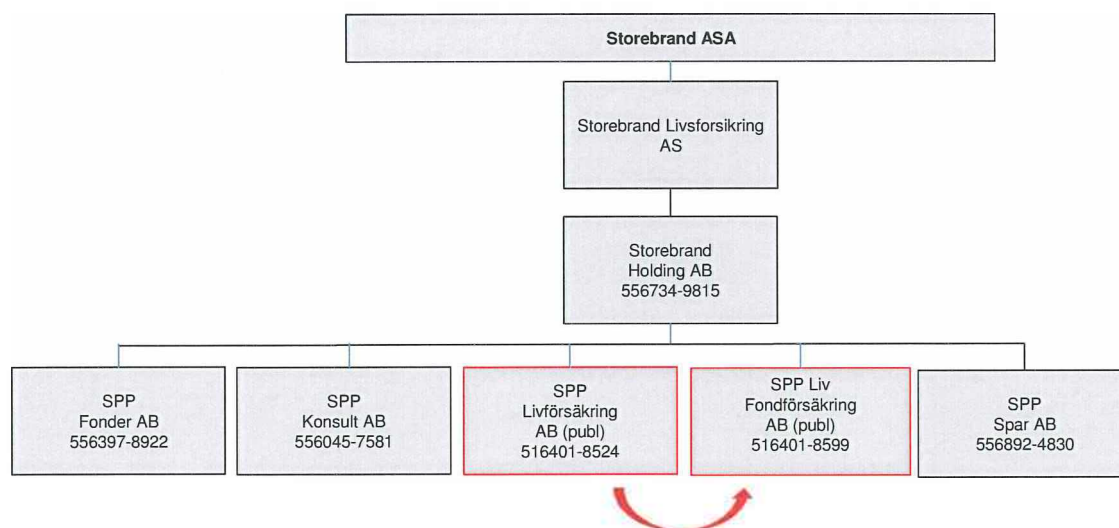 Storebrand ASA
Storebrand Livsforsikring
AS
Storebrand
Holding AB
556734-9815
SPP
Fonder AB
556397-8922
SPP
Konsult AB
556045-7581
SPP
Livförsäkring
AB (publ)
516401-8524
SPP Liv
Fondförsäkring
AB (publ)
516401-8599
SPP
Spar AB
556892-4830